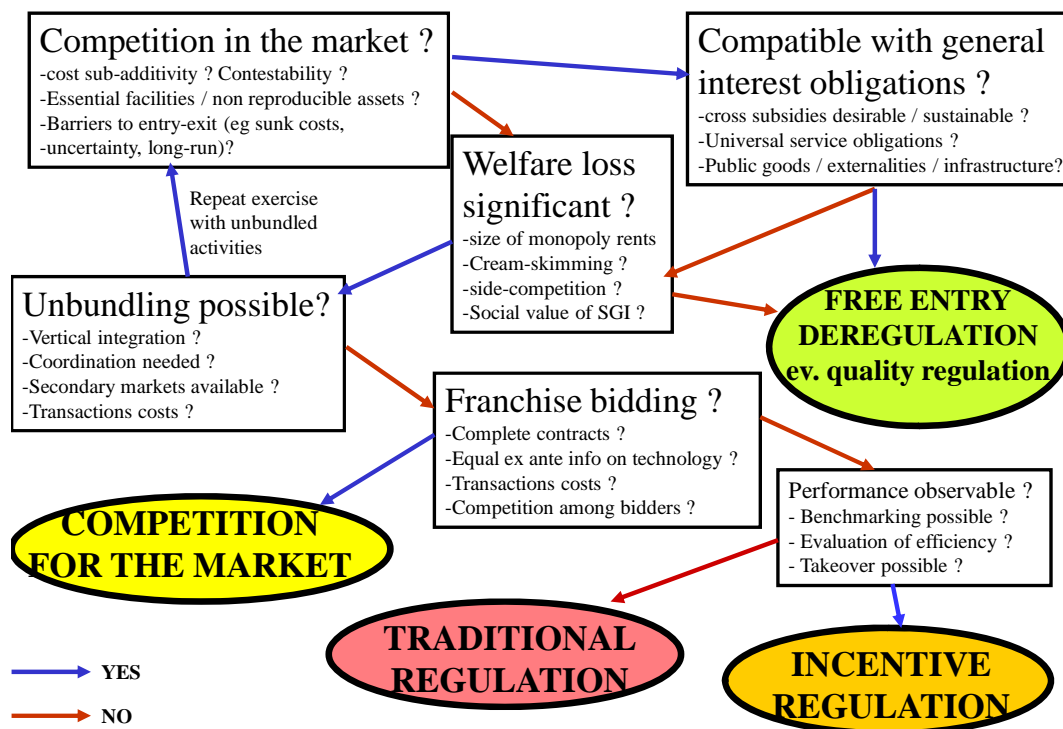 Competition in the market ?
-cost sub-additivity ? Contestability ?
-Essential facilities / non reproducible assets ?
-Barriers to entry-exit (eg sunk costs,
-uncertainty, long-run)?
Compatible with general
interest obligations ?
-cross subsidies desirable / sustainable ?
-Universal service obligations ?
-Public goods / externalities / infrastructure?
Welfare loss
significant ?
-size of monopoly rents
-Cream-skimming ?
-side-competition ?
-Social value of SGI ?
Repeat exercise
with unbundled
activities
Unbundling possible?
-Vertical integration ?
-Coordination needed ?
-Secondary markets available ?
-Transactions costs ?
FREE ENTRY
DEREGULATION
ev. quality regulation
Franchise bidding ?
-Complete contracts ?
-Equal ex ante info on technology ?
-Transactions costs ?
-Competition among bidders ?
Performance observable ?
- Benchmarking possible ?
- Evaluation of efficiency ?
- Takeover possible ?
COMPETITION
FOR THE MARKET
TRADITIONAL
REGULATION
INCENTIVE
REGULATION
YES
NO